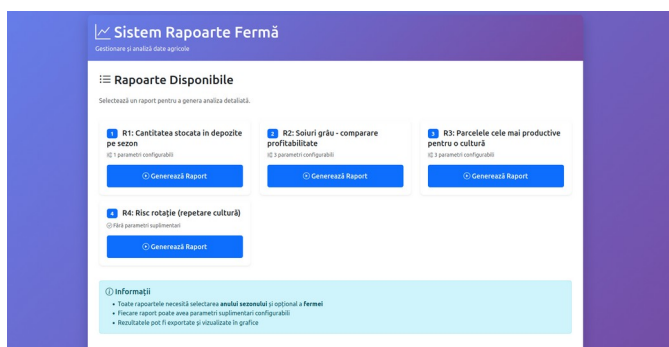 Sistem Rapoarte Fermă
Gestionare și analiză date agricole
Rapoarte Disponibile
Selectează un raport pentru a genera analiza detaliată.
1 R1: Cantitatea stocata in depozite
pe sezon
1 parametri configurabili
Generează Raport
2 R2: Soiuri grâu - comparare
profitabilitate
3 parametri configurabili
Generează Raport
3 R3: Parcelele cele mai productive
pentru o cultură
3 parametri configurabili
Generează Raport
4 R4: Risc rotație (repetare cultură)
Fără parametri suplimentari
Generează Raport
Informații
• Toate rapoartele necesită selectarea anului sezonului și opțional a fermei
• Fiecare raport poate avea parametri suplimentari configurabili
• Rezultatele pot fi exportate și vizualizate în grafice